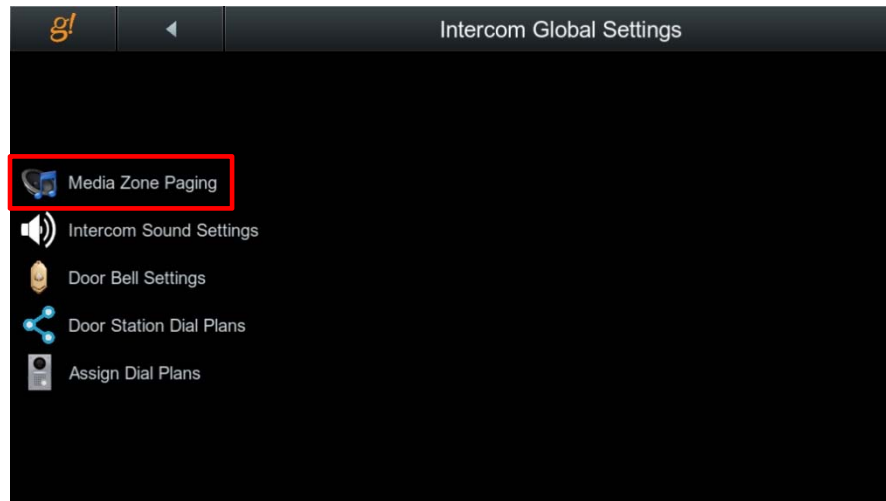 g!
Intercom Global Settings
Media Zone Paging
Intercom Sound Settings
Door Bell Settings
Door Station Dial Plans
Assign Dial Plans